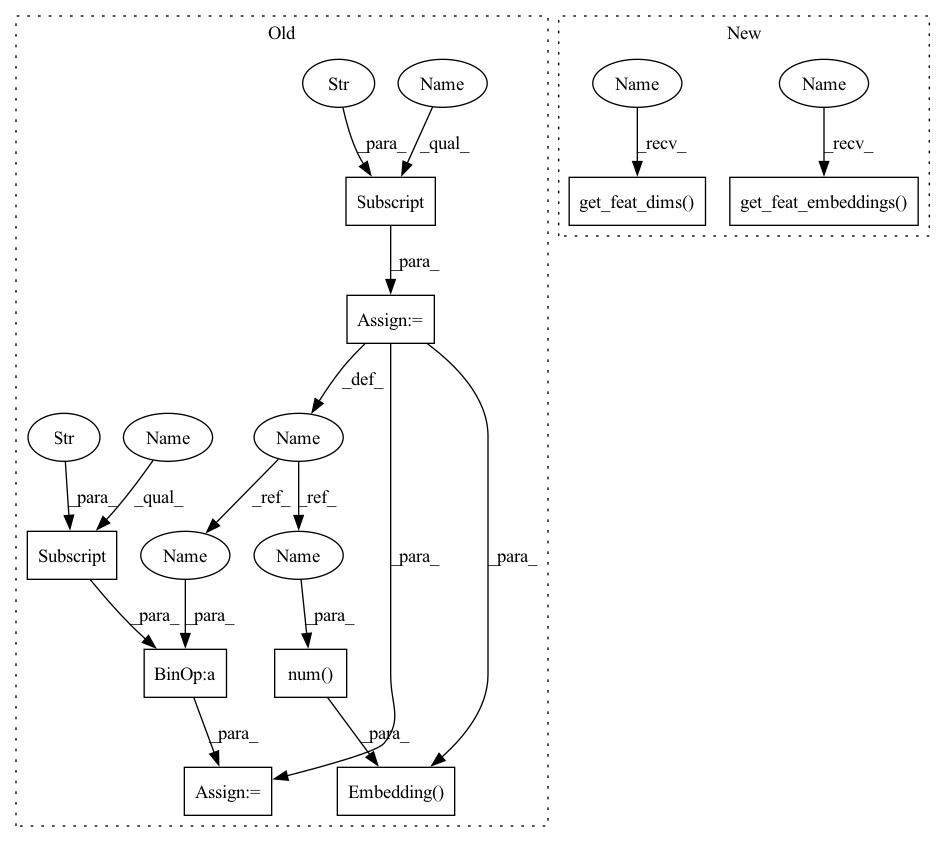 Old
New
Str
Name
Name
Name
_para_
_qual_
_recv_
_recv_
Subscript
get_feat_dims()
get_feat_embeddings()
_para_
Assign:=
_def_
Str
Name
Name
_para_
_qual_
_ref_
_ref_
Subscript
Name
Name
_para_
_para_
_para_
_para_
_para_
BinOp:a
num()
_para_
_para_
Assign:=
Embedding()